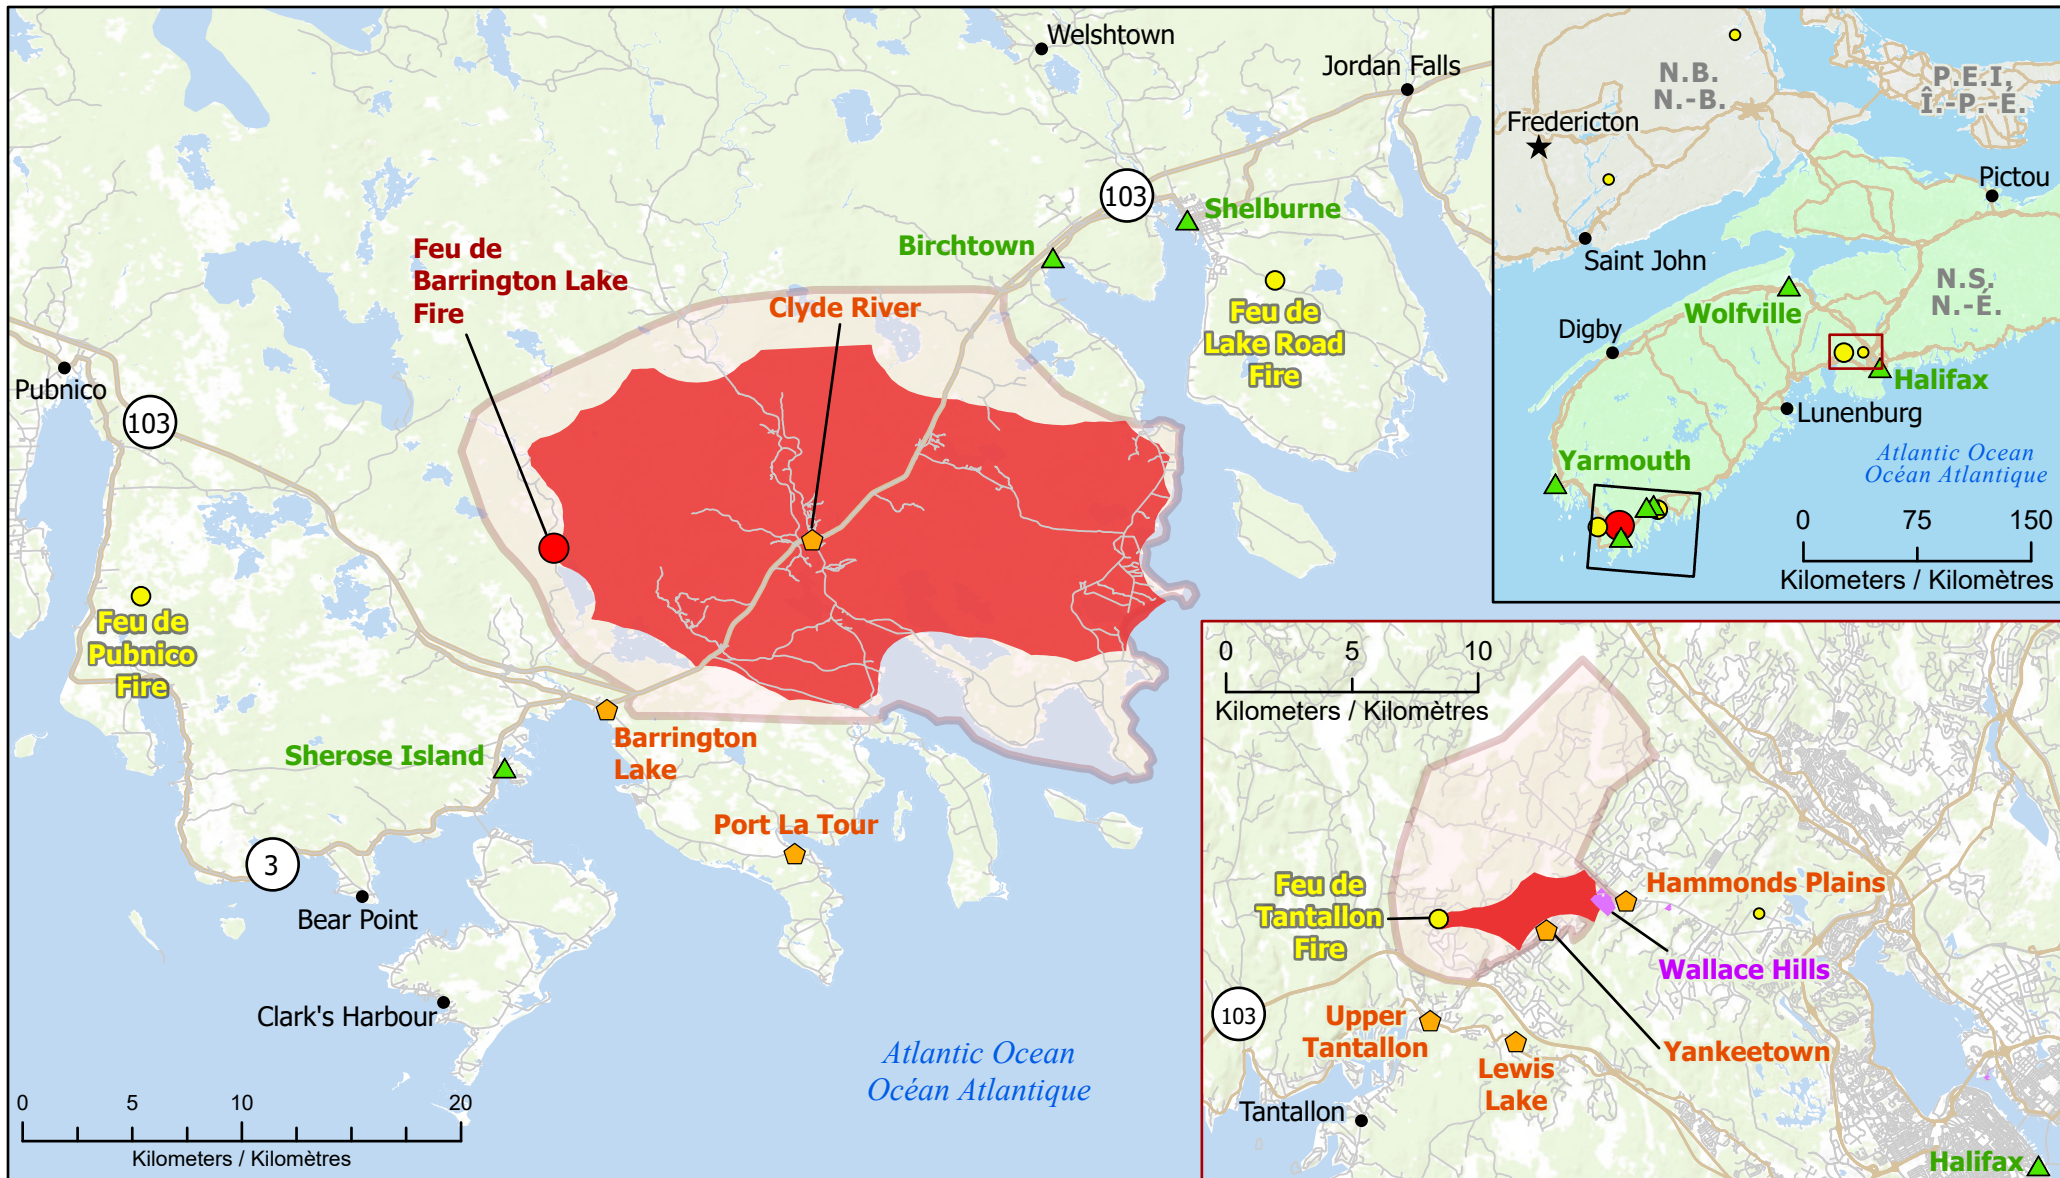 Welshtown
Jordan Falls
103
Shelburne
Birchtown
Feu de
Barrington Lake
Fire
Clyde River
Feu de
Lake Road
Fire
Pubnico
103
Feu de
Pubnico
Fire
Sherose Island
Barrington
Lake
Port La Tour
3
Bear Point
Clark's Harbour
Atlantic Ocean
Océan Atlantique
0 5 10 20
Kilometers / Kilomètres
N.B.
N.-B.
P.E.I.
Î.-P.-É.
Fredericton
Pictou
Saint John
N.S.
N.-É.
Wolfville
Digby
Halifax
Lunenburg
Atlantic Ocean
Océan Atlantique
Yarmouth
0 75 150
Kilometers / Kilomètres
0 5 10
Kilometers / Kilomètres
Hammonds Plains
Feu de
Tantallon
Fire
Wallace Hills
103
Upper
Tantallon
Yankeetown
Lewis
Lake
Tantallon
Halifax